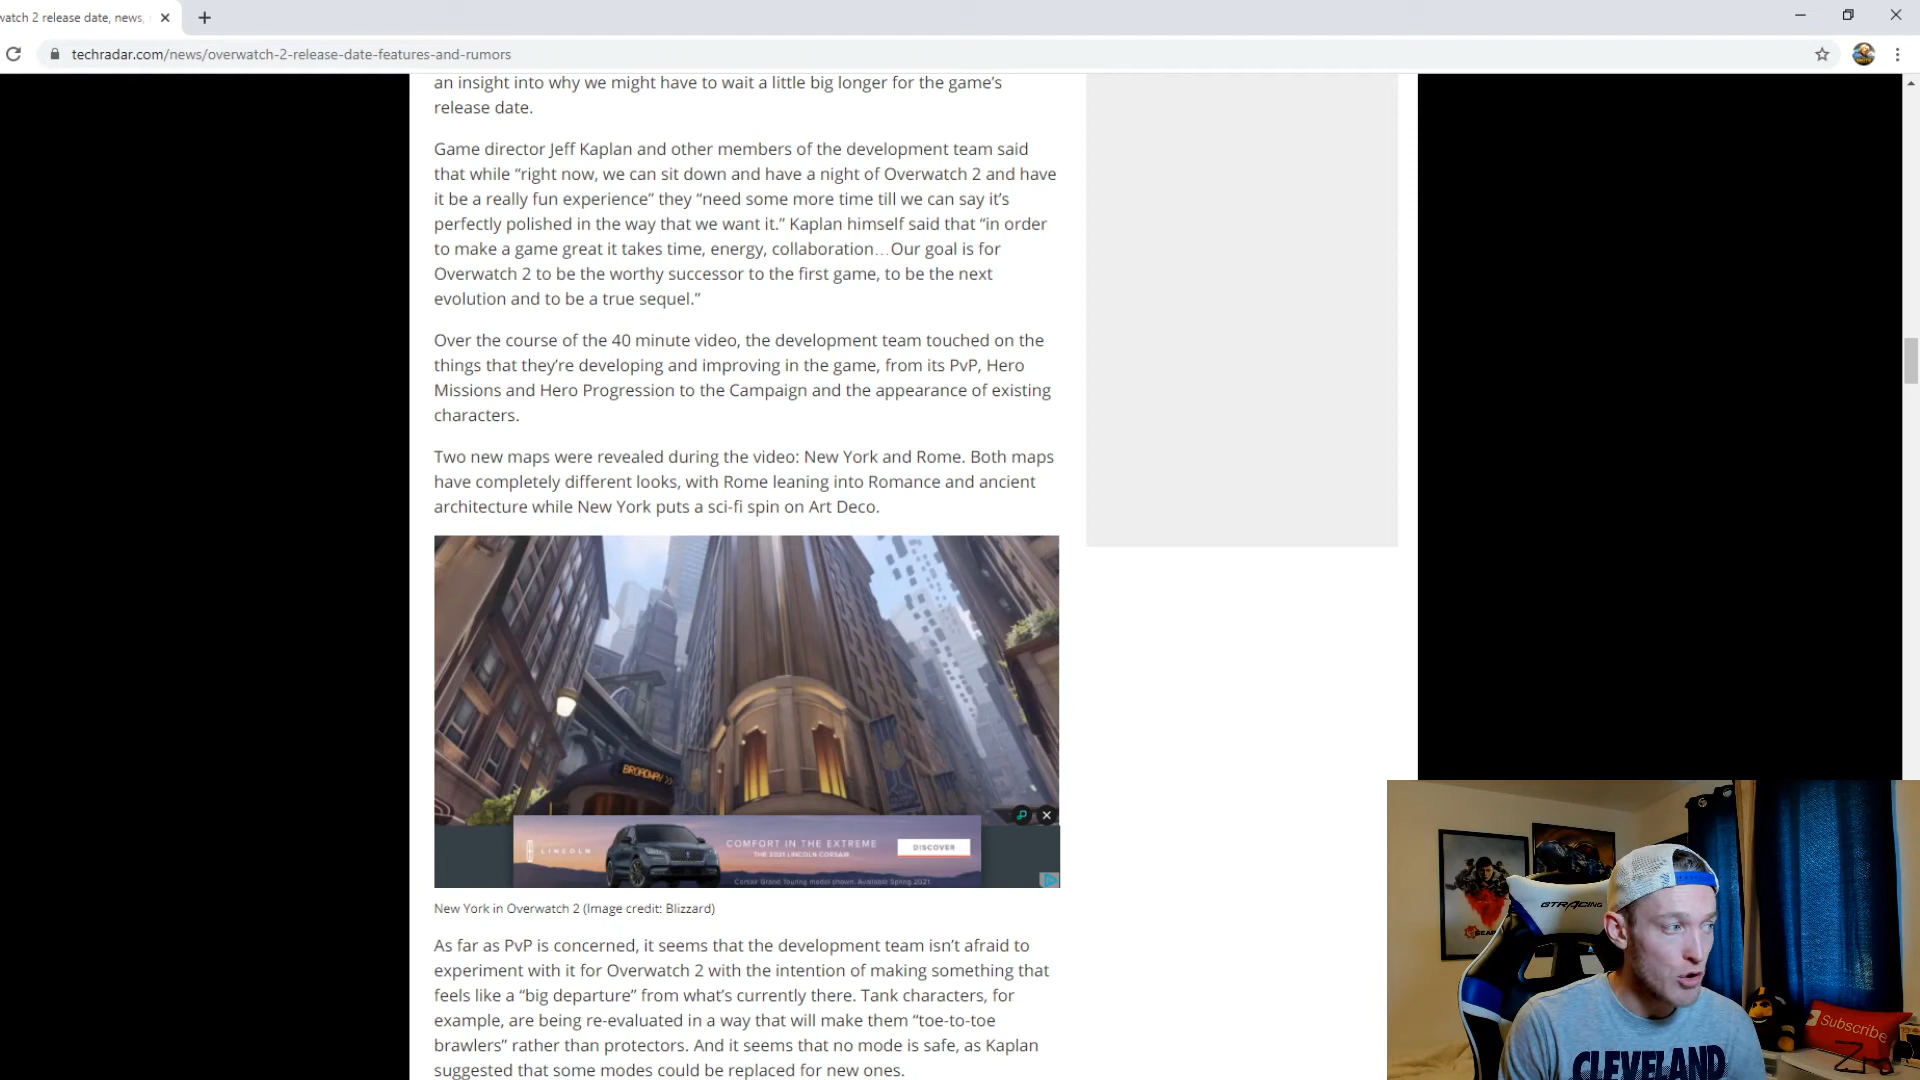 watch 2 release date, news,
techradar.com/news/overwatch-2-release-date-features-and-rumors
an insight into why we might have to wait a little big longer for the game's
release date.
Game director Jeff Kaplan and other members of the development team said
that while “right now, we can sit down and have a night of Overwatch 2 and have
it be a really fun experience” they “need some more time till we can say it’s
perfectly polished in the way that we want it.” Kaplan himself said that “in order
to make a game great it takes time, energy, collaboration…Our goal is for
Overwatch 2 to be the worthy successor to the first game, to be the next
evolution and to be a true sequel.”
Over the course of the 40 minute video, the development team touched on the
things that they’re developing and improving in the game, from its PvP, Hero
Missions and Hero Progression to the Campaign and the appearance of existing
characters.
Two new maps were revealed during the video: New York and Rome. Both maps
have completely different looks, with Rome leaning into Romance and ancient
architecture while New York puts a sci-fi spin on Art Deco.
BROADWAY
LINCOLN
COMFORT IN THE EXTREME
THE 2021 LINCOLN CORSAIR
DISCOVER
Corsair Grand Touring model shown. Available Spring 2021.
New York in Overwatch 2 (Image credit: Blizzard)
As far as PvP is concerned, it seems that the development team isn’t afraid to
experiment with it for Overwatch 2 with the intention of making something that
feels like a “big departure” from what’s currently there. Tank characters, for
example, are being re-evaluated in a way that will make them “toe-to-toe
brawlers” rather than protectors. And it seems that no mode is safe, as Kaplan
suggested that some modes could be replaced for new ones.
GTRACING
GEAR
Subscribe
CLEVELAND